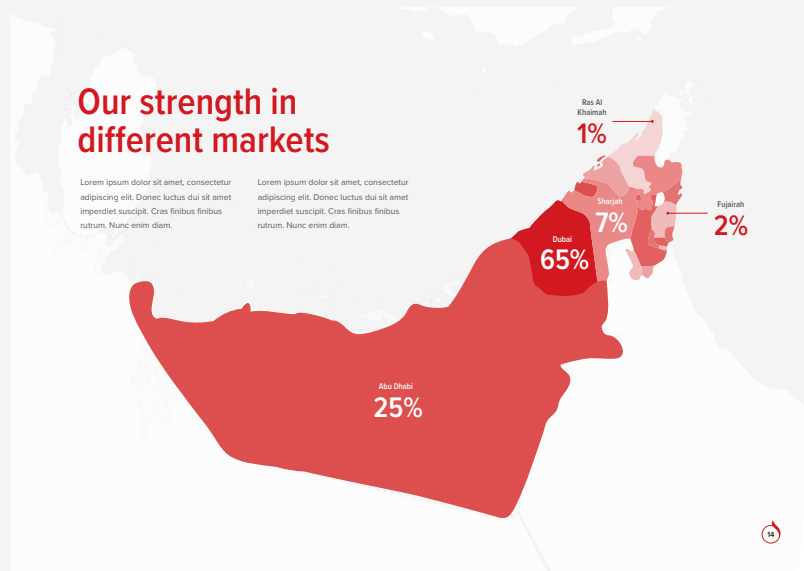 Our strength in
different markets
Lorem ipsum dolor sit amet, consectetur
adipiscing elit. Donec luctus dui sit amet
imperdiet suscipit. Cras finibus finibus
rutrum. Nunc enim diam.
Lorem ipsum dolor sit amet, consectetur
adipiscing elit. Donec luctus dui sit amet
imperdiet suscipit. Cras finibus finibus
rutrum. Nunc enim diam.
Ras Al
Khaimah
1%
Sharjah
7%
Fujairah
2%
Dubai
65%
Abu Dhabi
25%
14